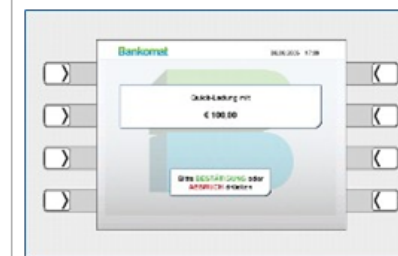 Bankomat
Quick-Ladung mit
€ 100,00
Bitte BESTÄTIGUNG oder
ABBRUCH drücken